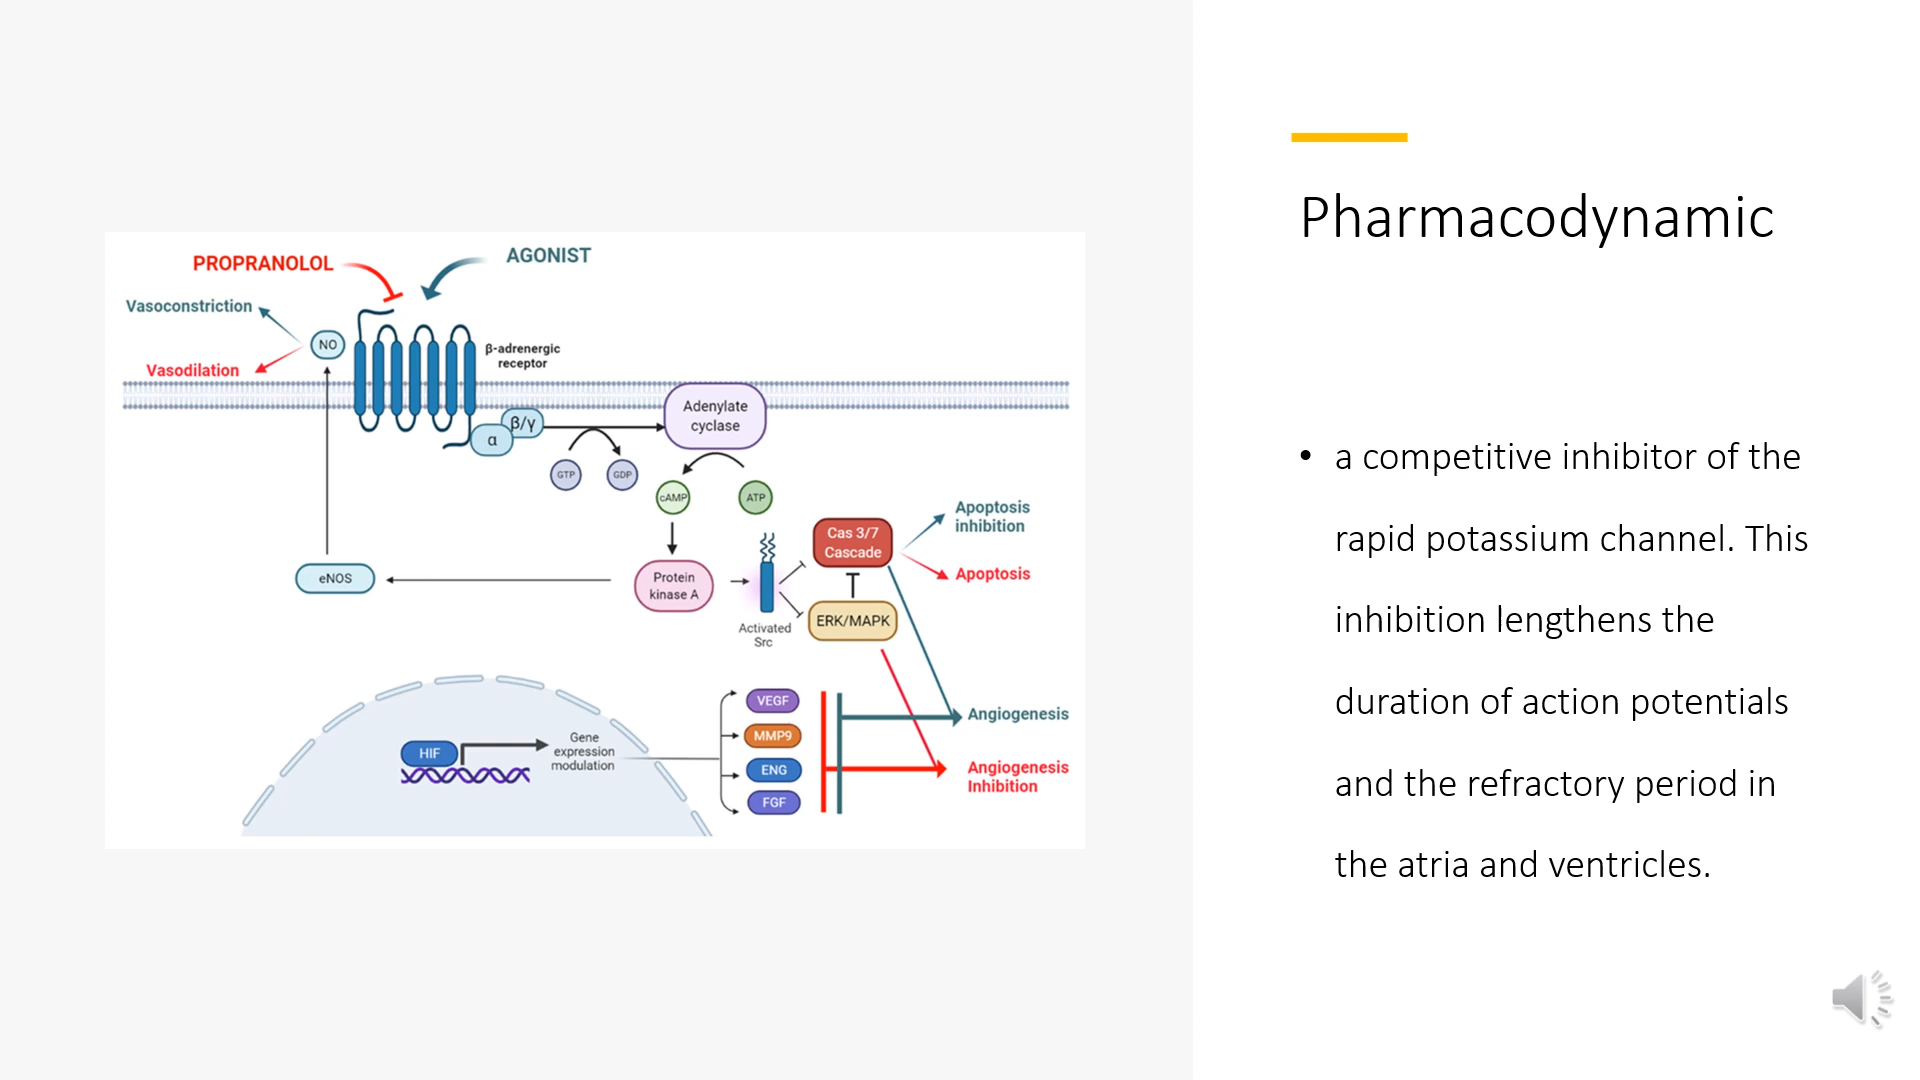 PROPRANOLOL
AGONIST
Vasoconstriction
NO
Vasodilation
β-adrenergic
receptor
Adenylate
cyclase
β/γ
α
GTP
GDP
cAMP
ATP
eNOS
Protein
kinase A
Activated
Src
Cas 3/7
Cascade
ERK/MAPK
Apoptosis
inhibition
Apoptosis
HIF
Gene
expression
modulation
VEGF
MMP9
ENG
FGF
Angiogenesis
Angiogenesis
Inhibition
Pharmacodynamic
• a competitive inhibitor of the
rapid potassium channel. This
inhibition lengthens the
duration of action potentials
and the refractory period in
the atria and ventricles.